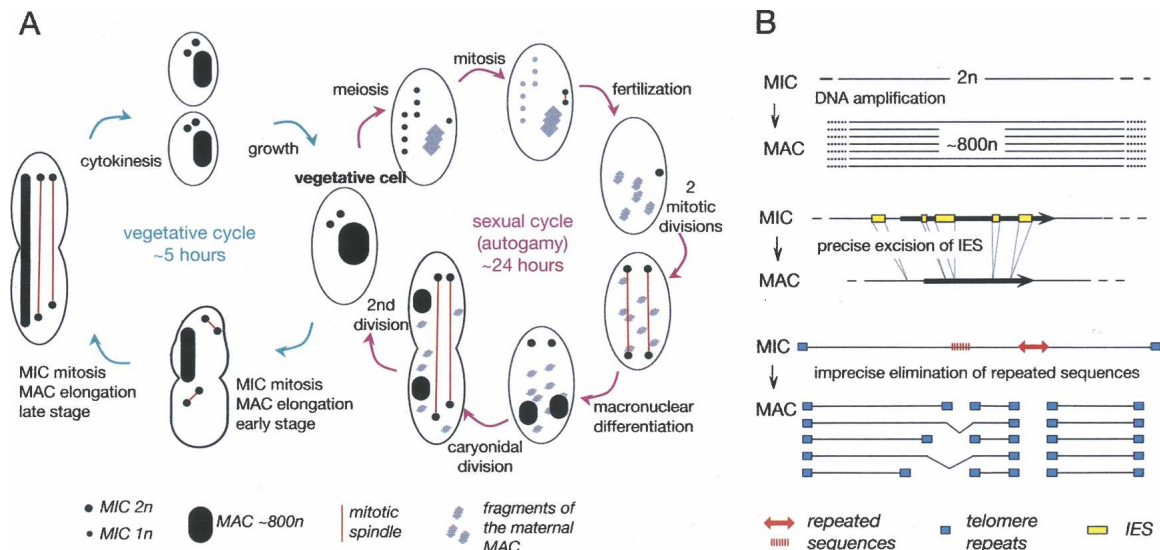 A
cytokinesis
growth
vegetative cycle
~5 hours
MIC mitosis
MAC elongation
late stage
MIC mitosis
MAC elongation
early stage
vegetative cell
meiosis
mitosis
fertilization
2
mitotic
divisions
sexual cycle
(autogamy)
~24 hours
macronuclear
differentiation
caryonidal
division
2nd
division
MIC 2n
MIC 1n
MAC ~800n
mitotic
spindle
fragments of
the maternal
MAC
B
MIC
2n
DNA amplification
MAC
~800n
MIC
precise excision of IES
MAC
MIC
imprecise elimination of repeated sequences
MAC
repeated
sequences
telomere
repeats
IES